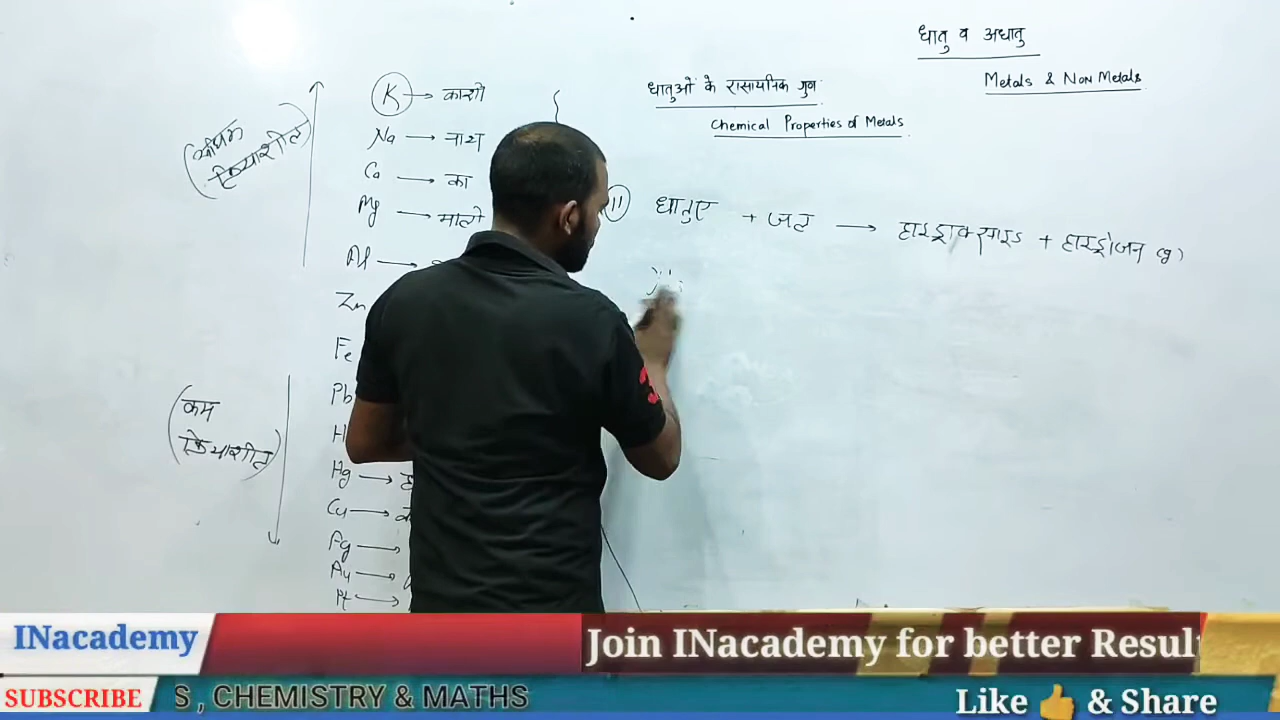 धातु व अधातु
Metals & Non Metals
धातुओं के रासायनिक गुण
Chemical Properties of Metals
(अधिक
क्रियाशील)
K → काशी
Na → नाथ
Ca → का
Mg → माली
Al →
Zn
Fe
Pb
H
Hg →
Cu →
Ag →
Au →
Pt →
(कम
क्रियाशील)
(11) धातुए + जल → हाइड्रोक्साइड + हाइड्रोजन (g)
INacademy
Join INacademy for better Resul
SUBSCRIBE
S , CHEMISTRY & MATHS
Like 👍 & Share